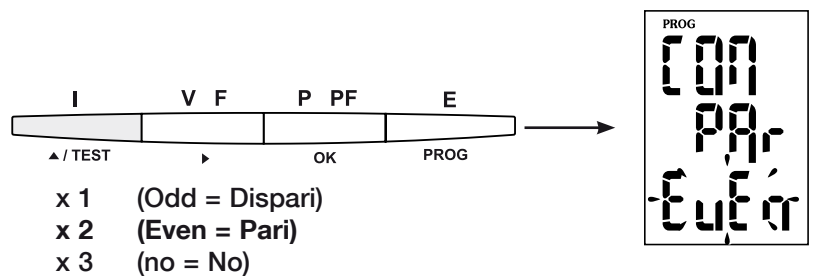 I V F P PF E
▲ / TEST ▶ OK PROG
x 1 (Odd = Dispari)
x 2 (Even = Pari)
x 3 (no = No)
PROG
COM
PAr
EuEn